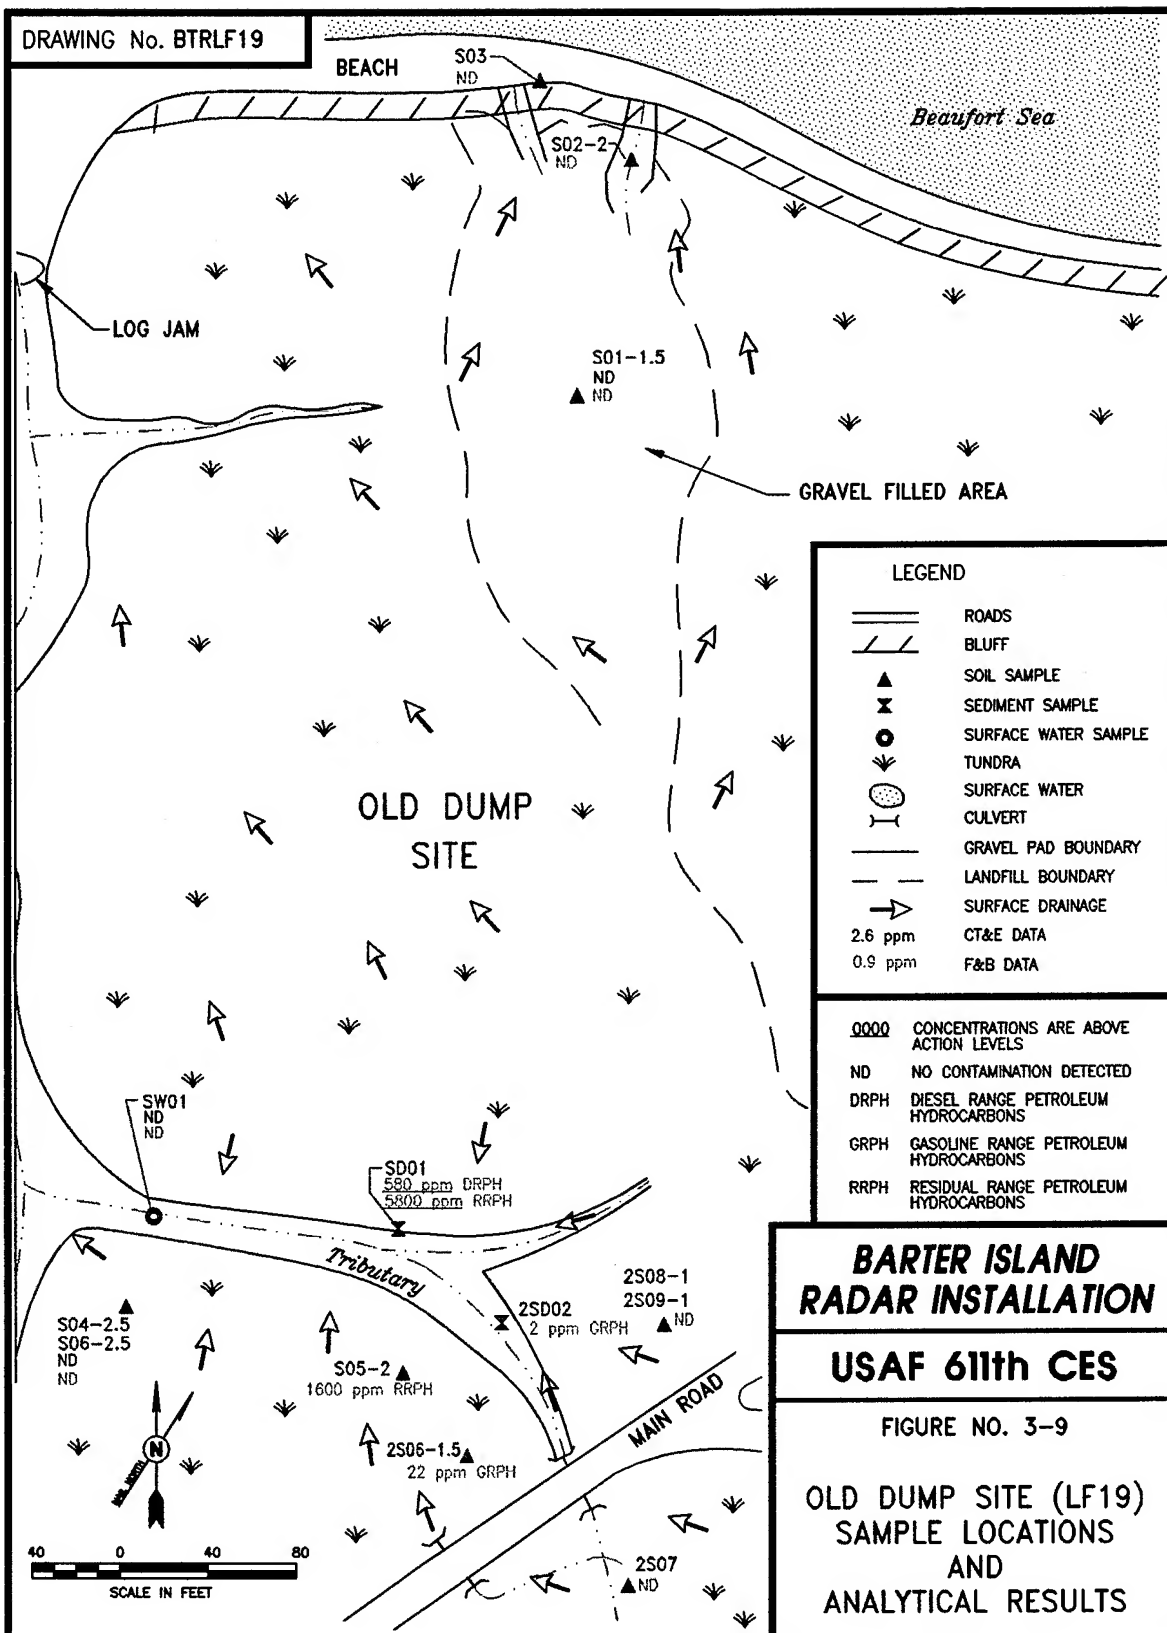 DRAWING No. BTRLF19
BEACH
S03
ND
Beaufort Sea
S02-2
ND
LOG JAM
S01-1.5
ND
ND
GRAVEL FILLED AREA
LEGEND
ROADS
BLUFF
SOIL SAMPLE
SEDIMENT SAMPLE
SURFACE WATER SAMPLE
TUNDRA
SURFACE WATER
CULVERT
GRAVEL PAD BOUNDARY
LANDFILL BOUNDARY
SURFACE DRAINAGE
2.6 ppm CT&E DATA
0.9 ppm F&B DATA
OLD DUMP
SITE
0000 CONCENTRATIONS ARE ABOVE
ACTION LEVELS
ND NO CONTAMINATION DETECTED
DRPH DIESEL RANGE PETROLEUM
HYDROCARBONS
GRPH GASOLINE RANGE PETROLEUM
HYDROCARBONS
RRPH RESIDUAL RANGE PETROLEUM
HYDROCARBONS
SW01
ND
ND
SD01
580 ppm DRPH
5800 ppm RRPH
Tributary
2SD02
2 ppm GRPH
2S08-1
2S09-1
ND
S04-2.5
S06-2.5
ND
ND
S05-2
1600 ppm RRPH
2S06-1.5
22 ppm GRPH
MAIN ROAD
2S07
ND
N
NORTH
40 0 40 80
SCALE IN FEET
BARTER ISLAND
RADAR INSTALLATION
USAF 611th CES
FIGURE NO. 3-9
OLD DUMP SITE (LF19)
SAMPLE LOCATIONS
AND
ANALYTICAL RESULTS